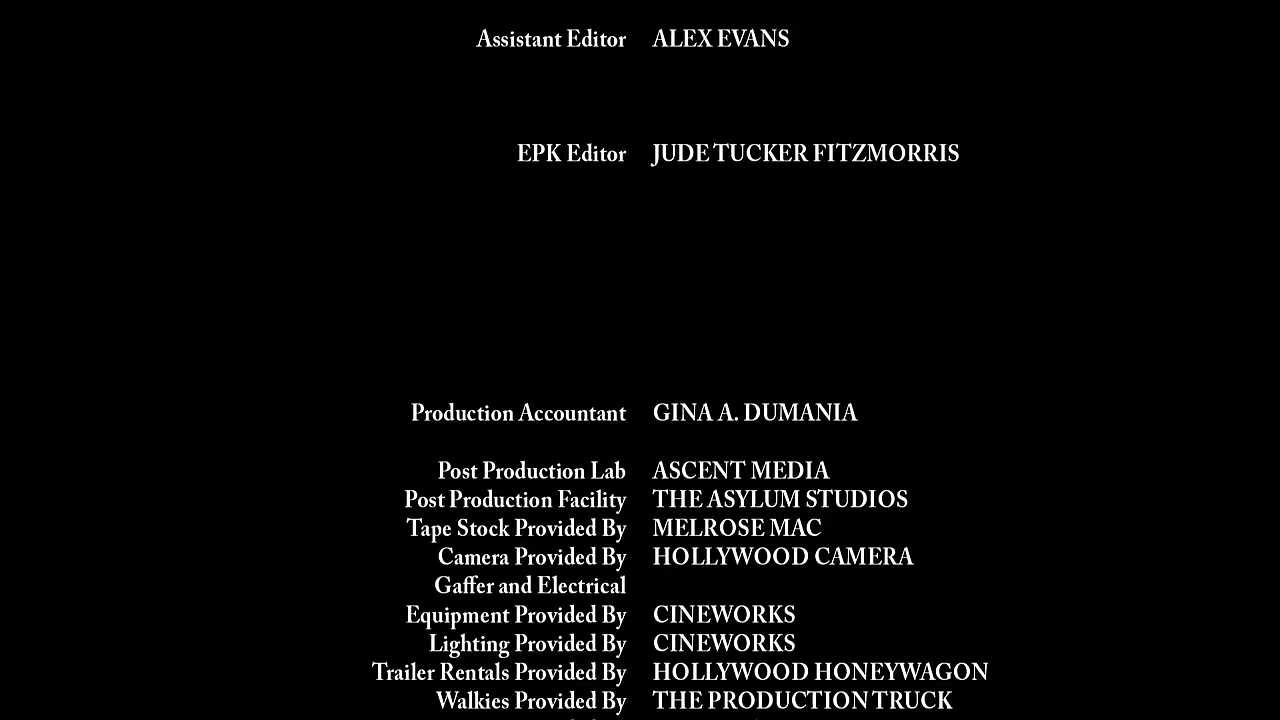 Assistant Editor ALEX EVANS
EPK Editor JUDE TUCKER FITZMORRIS
Production Accountant GINA A. DUMANIA
Post Production Lab ASCENT MEDIA
Post Production Facility THE ASYLUM STUDIOS
Tape Stock Provided By MELROSE MAC
Camera Provided By HOLLYWOOD CAMERA
Gaffer and Electrical
Equipment Provided By CINEWORKS
Lighting Provided By CINEWORKS
Trailer Rentals Provided By HOLLYWOOD HONEYWAGON
Walkies Provided By THE PRODUCTION TRUCK